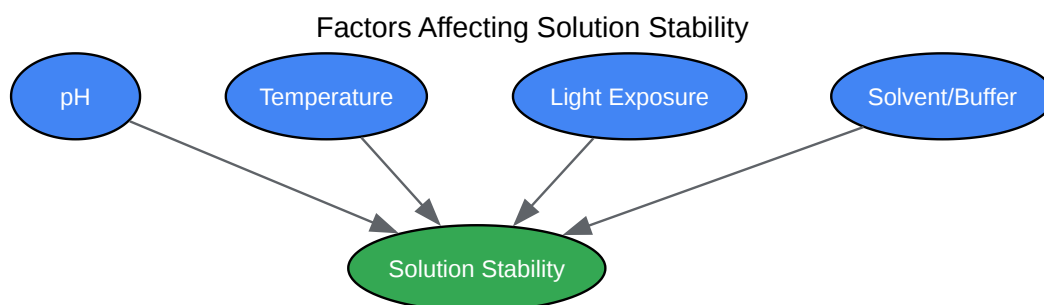 Factors Affecting Solution Stability
pH
Temperature
Light Exposure
Solvent/Buffer
Solution Stability